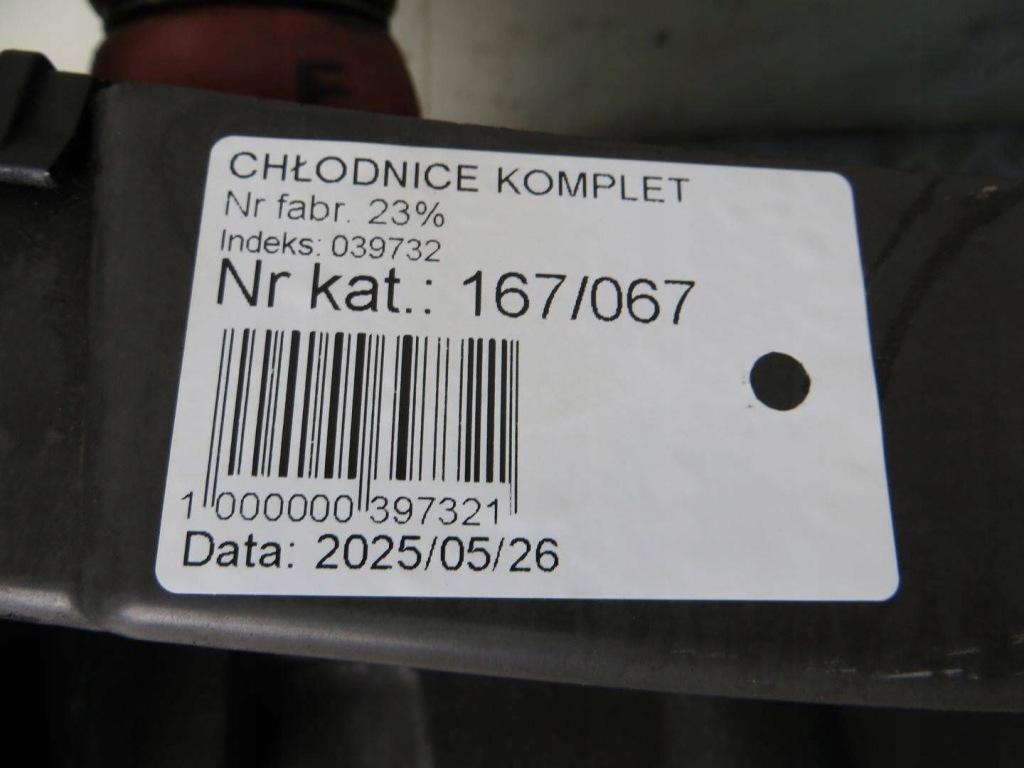 E
CHŁODNICE KOMPLET
Nr fabr. 23%
Indeks: 039732
Nr kat.: 167/067
1 000000 397321
Data: 2025/05/26